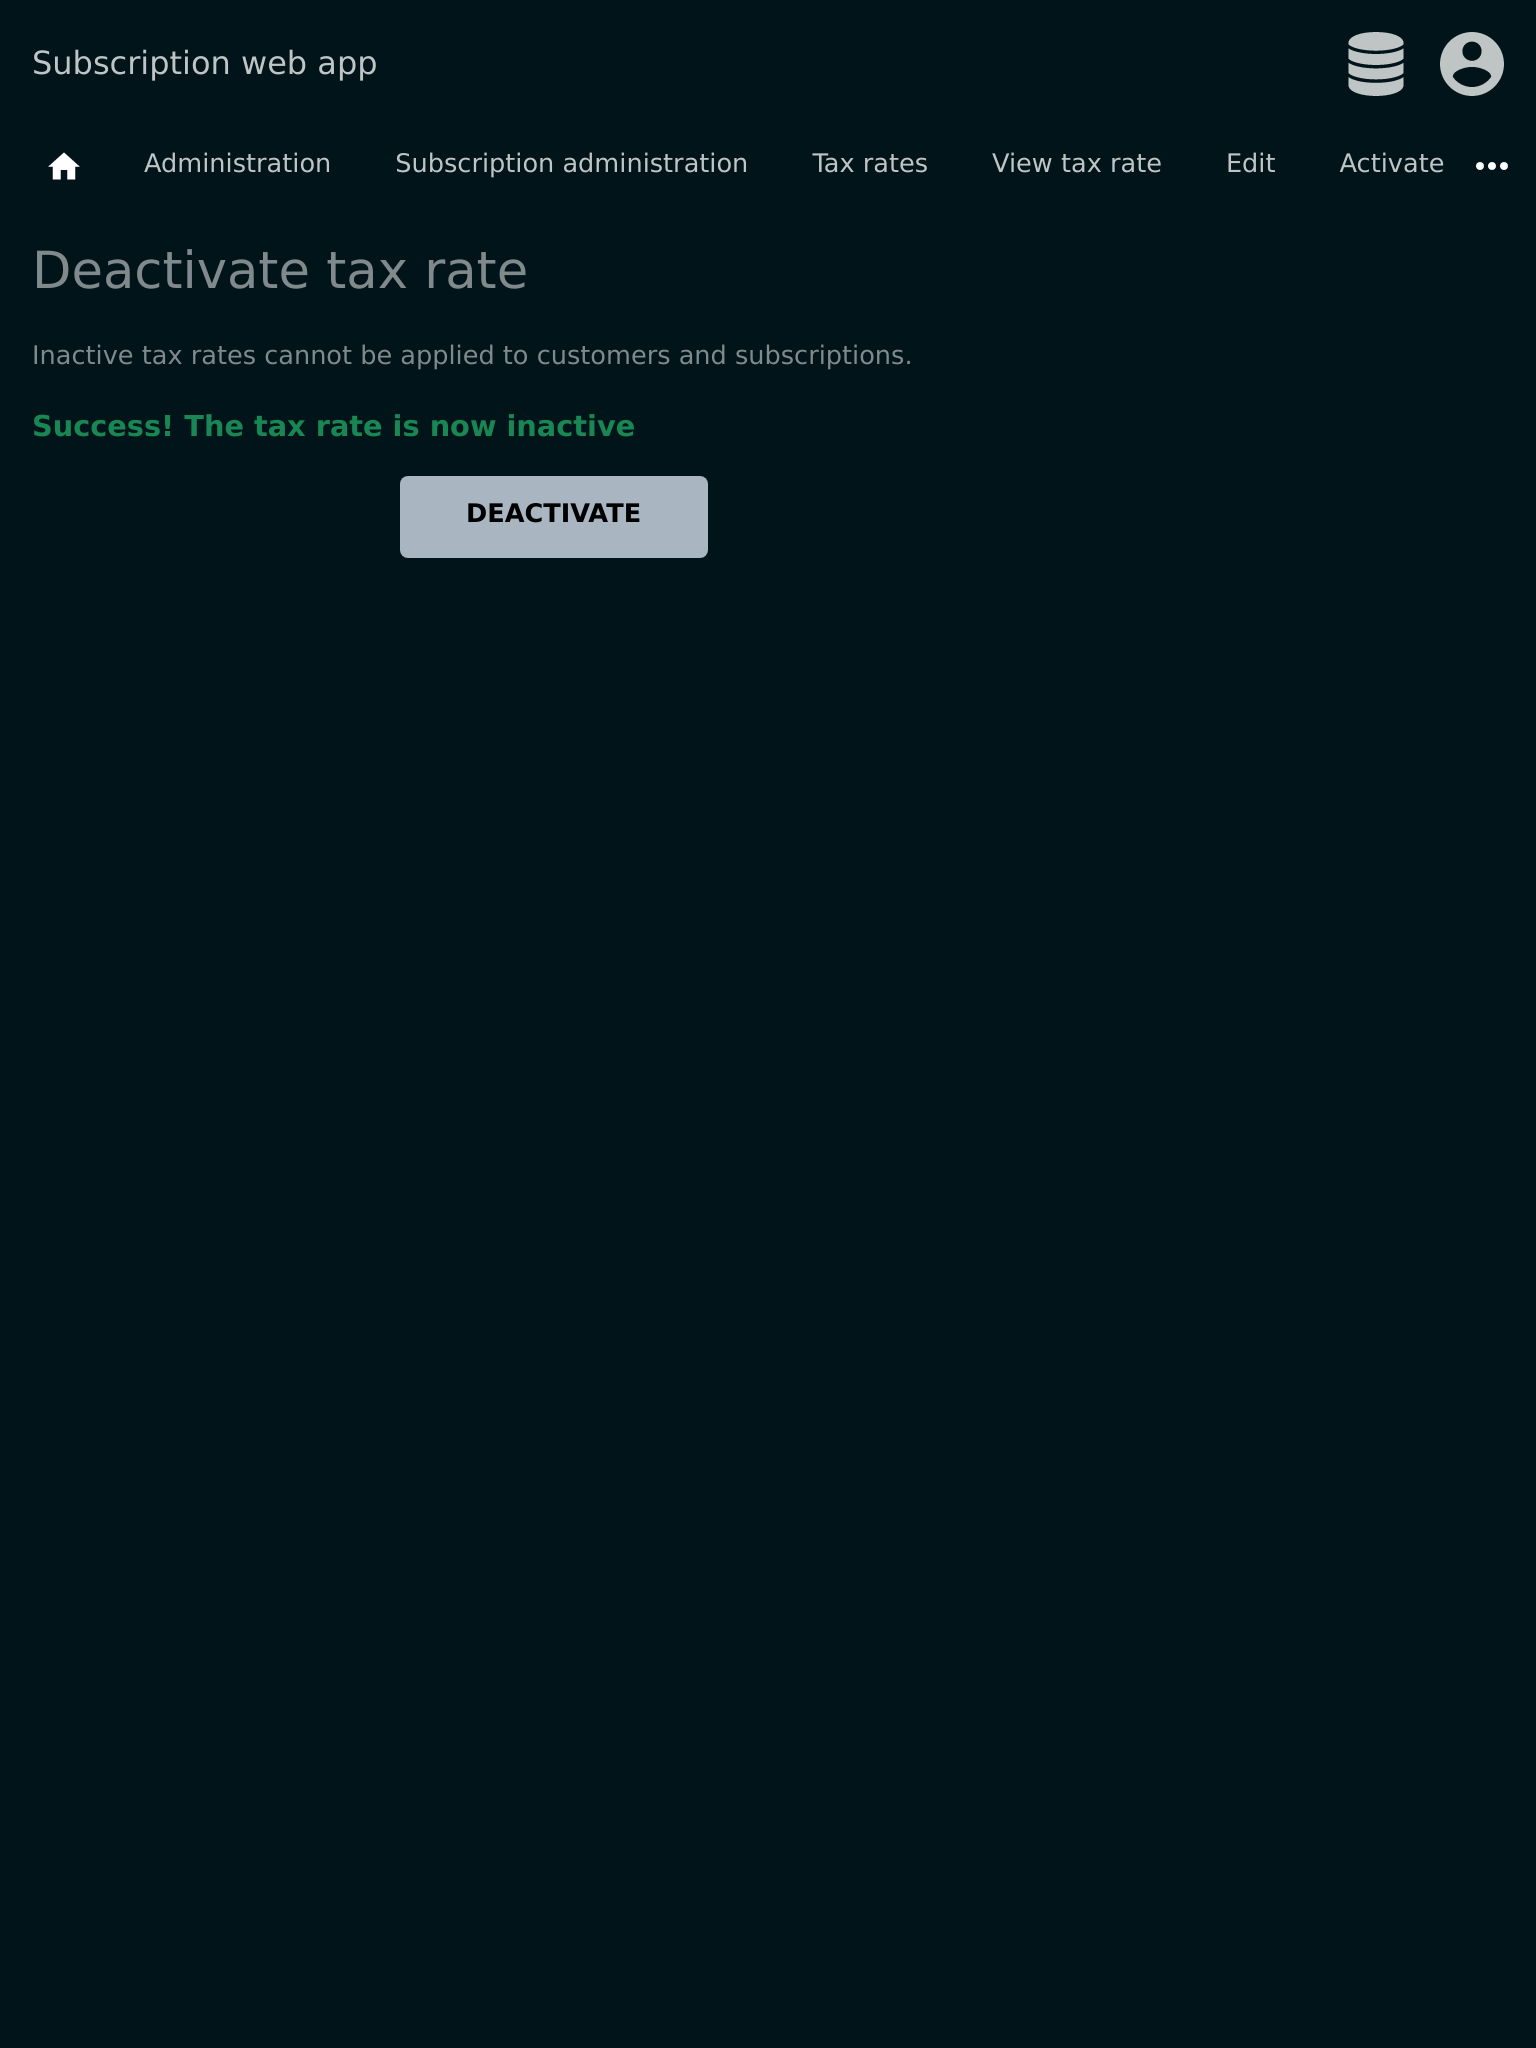 Subscription web app
Administration Subscription administration Tax rates View tax rate Edit Activate
Deactivate tax rate
Inactive tax rates cannot be applied to customers and subscriptions.
Success! The tax rate is now inactive
DEACTIVATE